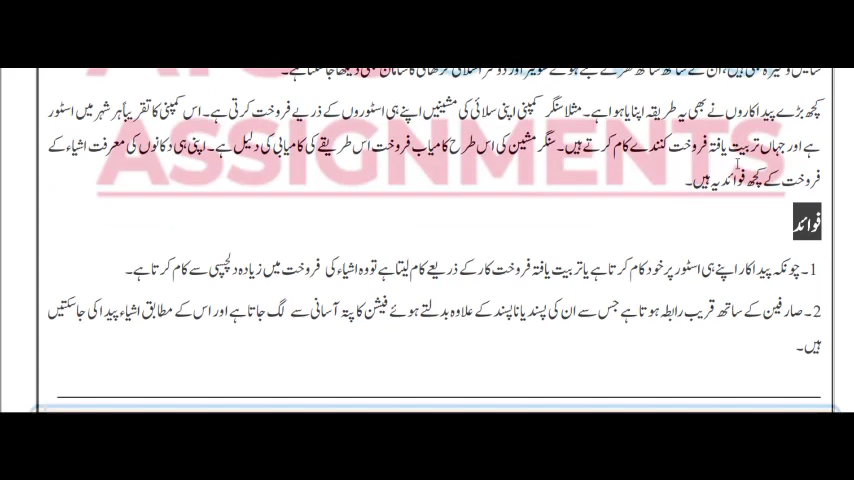 ASSIGNMENTS
کچھ بڑے پیداکاروں نے بھی یہ طریقہ اپنایا ہوا ہے۔ مثلاً سنگر کمپنی اپنی سلائی کی مشینیں اپنے ہی اسٹوروں کے ذریے فروخت کرتی ہے۔ اس کمپنی کا تقریباً ہر شہر میں اسٹور
ہے اور جہاں تربیت یافتہ فروخت کنندے کام کرتے ہیں۔ سنگر مشین کی اس طرح کامیاب فروخت اس طریقے کی کامیابی کی دلیل ہے۔ اپنی ہی دکانوں کی معرفت اشیاء کے
فروخت کے کچھ فوائد یہ ہیں۔
فوائد
1۔ چونکہ پیداکار اپنے ہی اسٹور پر خود کام کرتا ہے یا تربیت یافتہ فروخت کار کے ذریعے کام لیتا ہے تو وہ اشیاء کی فروخت میں زیادہ دلچسپی سے کام کرتا ہے۔
2۔ صارفین کے ساتھ قریب رابطہ ہوتا ہے جس سے ان کی پسند یا ناپسند کے علاوہ بدلتے ہوئے فیشن کا پتہ آسانی سے لگ جاتا ہے اور اس کے مطابق اشیاء پیدا کی جاسکتیں
ہیں۔